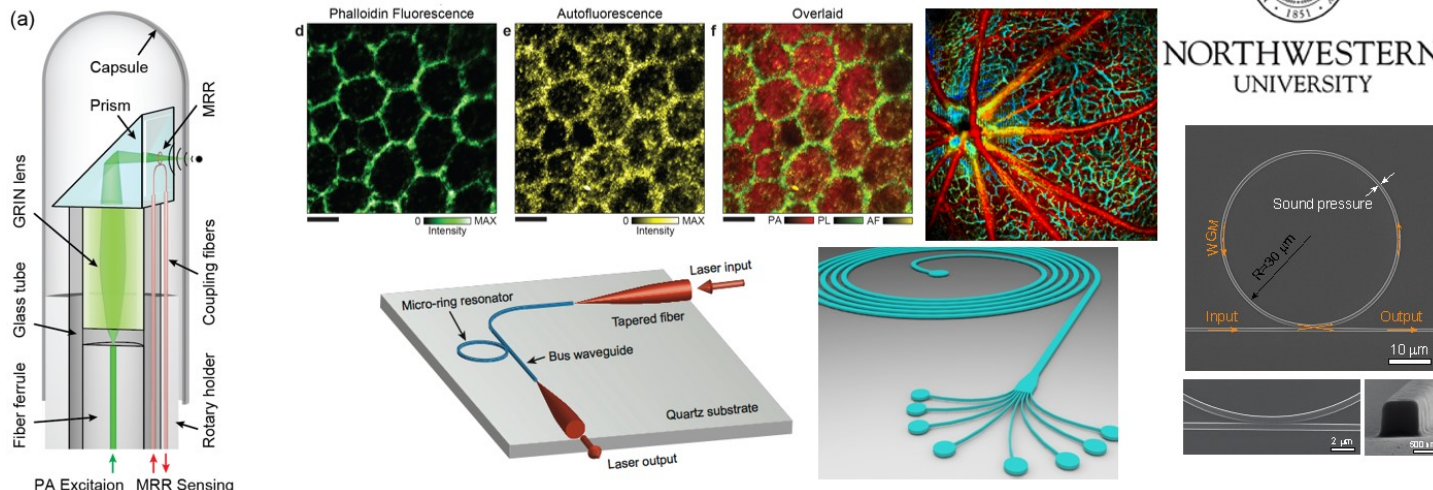 (a)
Capsule
Prism
MRR
GRIN lens
Coupling fibers
Glass tube
Fiber ferrule
Rotary holder
PA Excitaion
MRR Sensing
Phalloidin Fluorescence
Autofluorescence
Overlaid
d
e
f
0 MAX
Intensity
0 MAX
Intensity
PA PL AF
1851
NORTHWESTERN
UNIVERSITY
Laser input
Micro-ring resonator
Tapered fiber
Bus waveguide
Quartz substrate
Laser output
Sound pressure
WGM
R=30 μm
Input
Output
10 μm
2 μm
500 nm